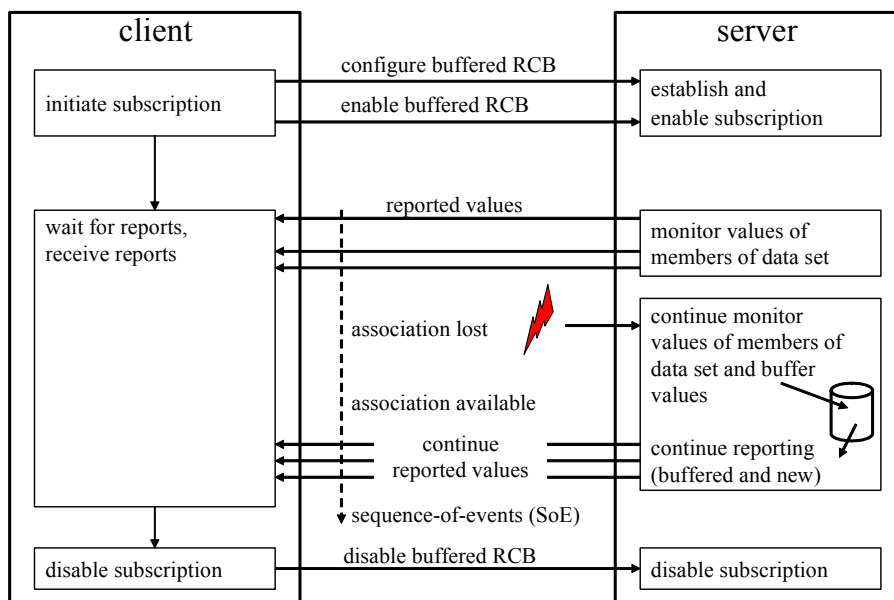 client
server
configure buffered RCB
initiate subscription
enable buffered RCB
establish and
enable subscription
reported values
wait for reports,
receive reports
monitor values of
members of data set
association lost
continue monitor
values of members of
data set and buffer
values
association available
continue
reported values
continue reporting
(buffered and new)
sequence-of-events (SoE)
disable subscription
disable buffered RCB
disable subscription